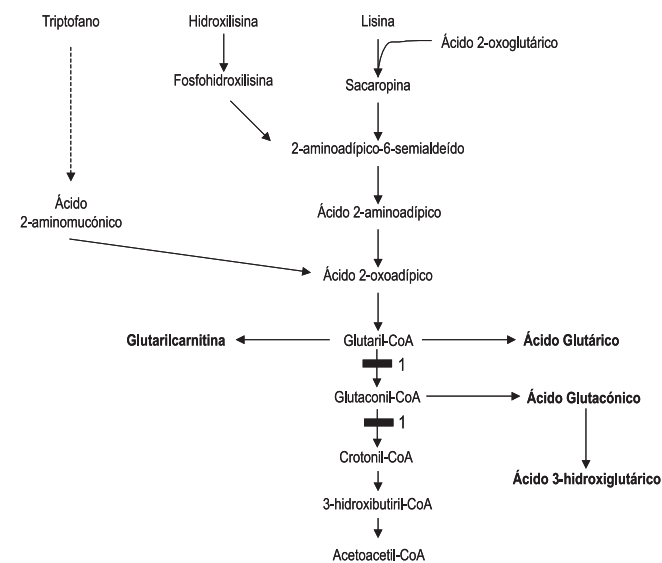 Triptofano
Hidroxilisina
Lisina
Ácido 2-oxoglutárico
Fosfohidroxilisina
Sacaropina
2-aminoadípico-6-semialdeído
Ácido
2-aminomucónico
Ácido 2-aminoadípico
Ácido 2-oxoadípico
Glutarilcarnitina
Glutaril-CoA
Ácido Glutárico
1
Glutaconil-CoA
Ácido Glutacónico
1
Crotonil-CoA
Ácido 3-hidroxiglutárico
3-hidroxibutiril-CoA
Acetoacetil-CoA